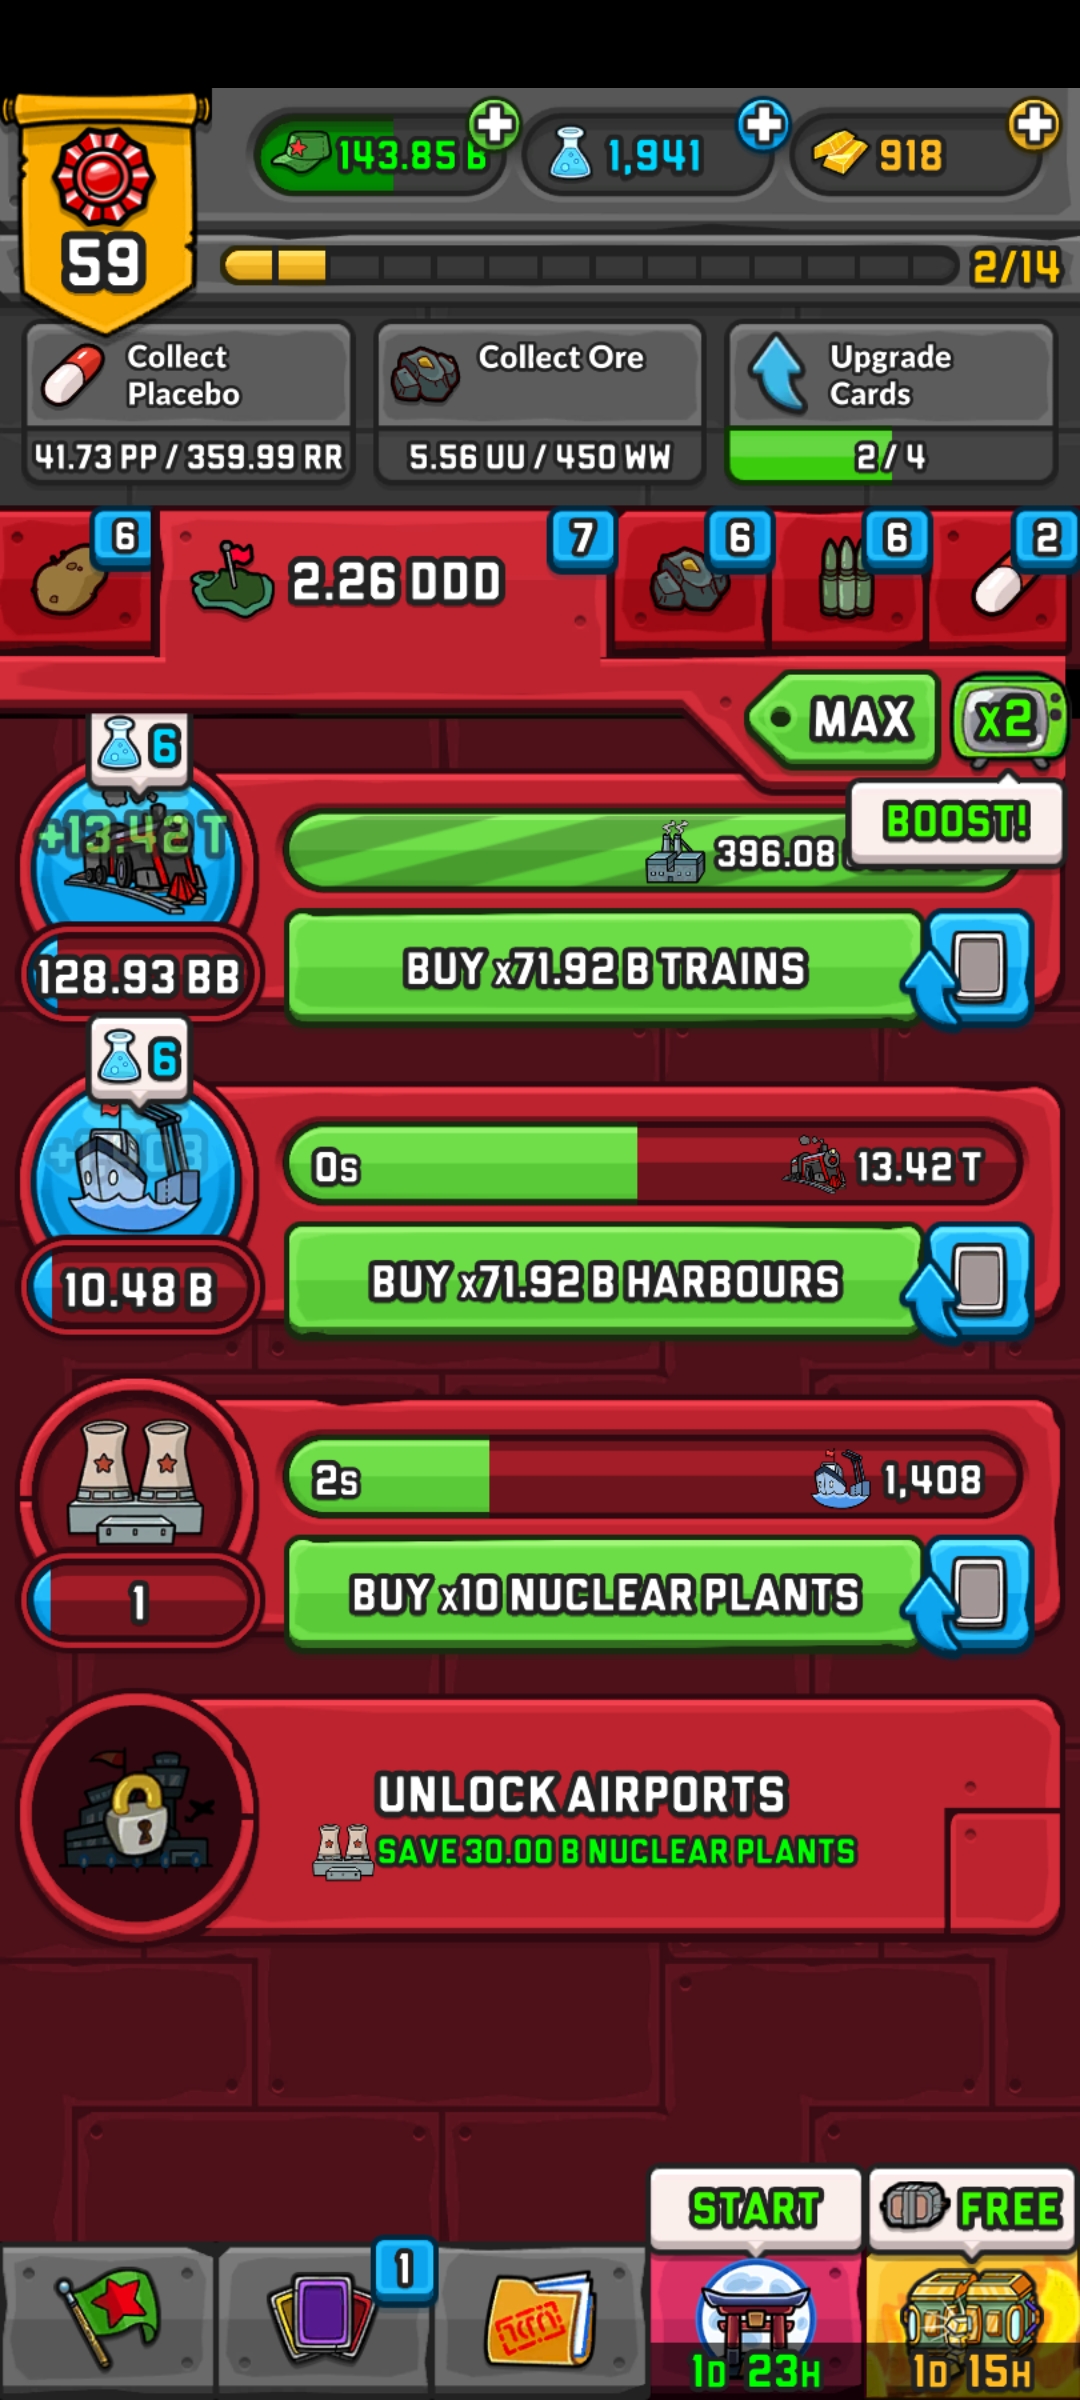 143.85 B
1,941
918
59
2/14
Collect
Placebo
41.73 PP / 359.99 RR
Collect Ore
5.56 UU / 450 WW
Upgrade
Cards
2/4
6
2.26 DDD
7
6
6
2
MAX
x2
BOOST!
6
+13.42 T
396.08
128.93 BB
BUY x71.92 B TRAINS
6
0s
13.42 T
10.48 B
BUY x71.92 B HARBOURS
2s
1,408
1
BUY x10 NUCLEAR PLANTS
UNLOCK AIRPORTS
SAVE 30.00 B NUCLEAR PLANTS
START
FREE
1
1D 23H
1D 15H